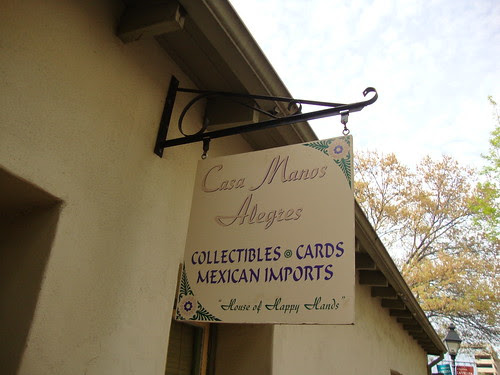 Casa Manos
Alegres
COLLECTIBLES CARDS
MEXICAN IMPORTS
"House of Happy Hands"